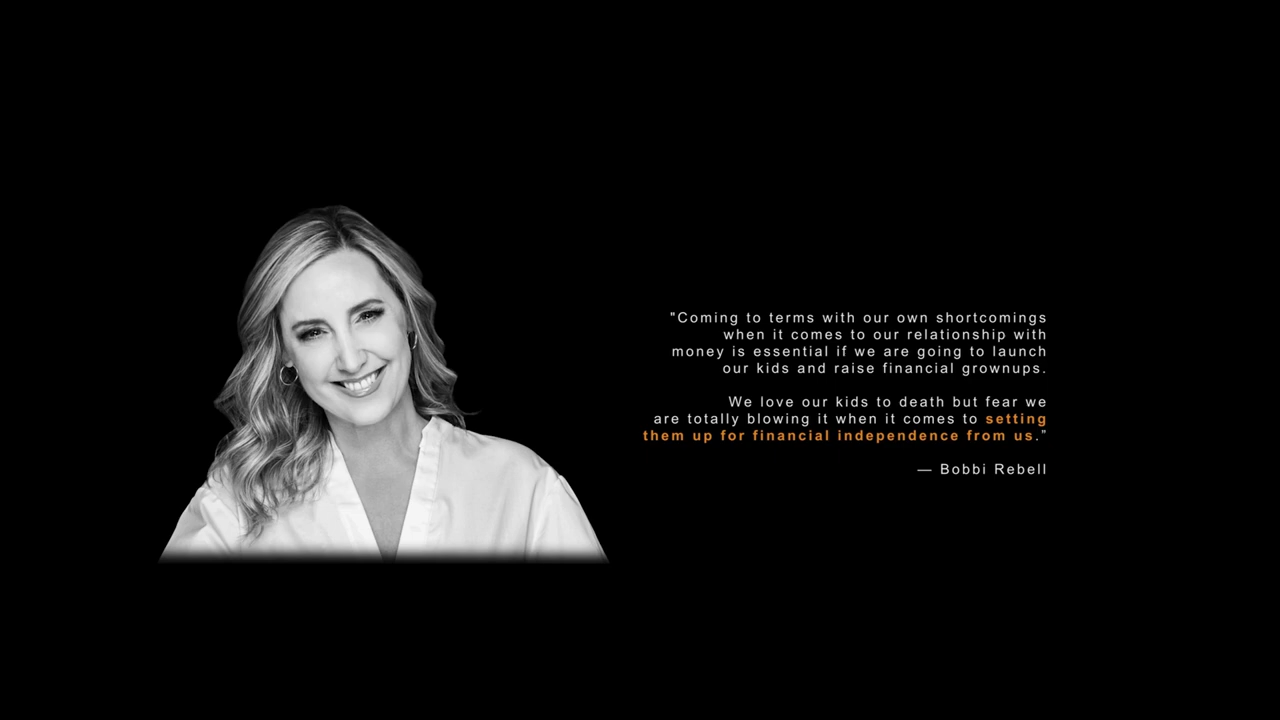 "Coming to terms with our own shortcomings
when it comes to our relationship with
money is essential if we are going to launch
our kids and raise financial grownups.
We love our kids to death but fear we
are totally blowing it when it comes to setting
them up for financial independence from us."
— Bobbi Rebell